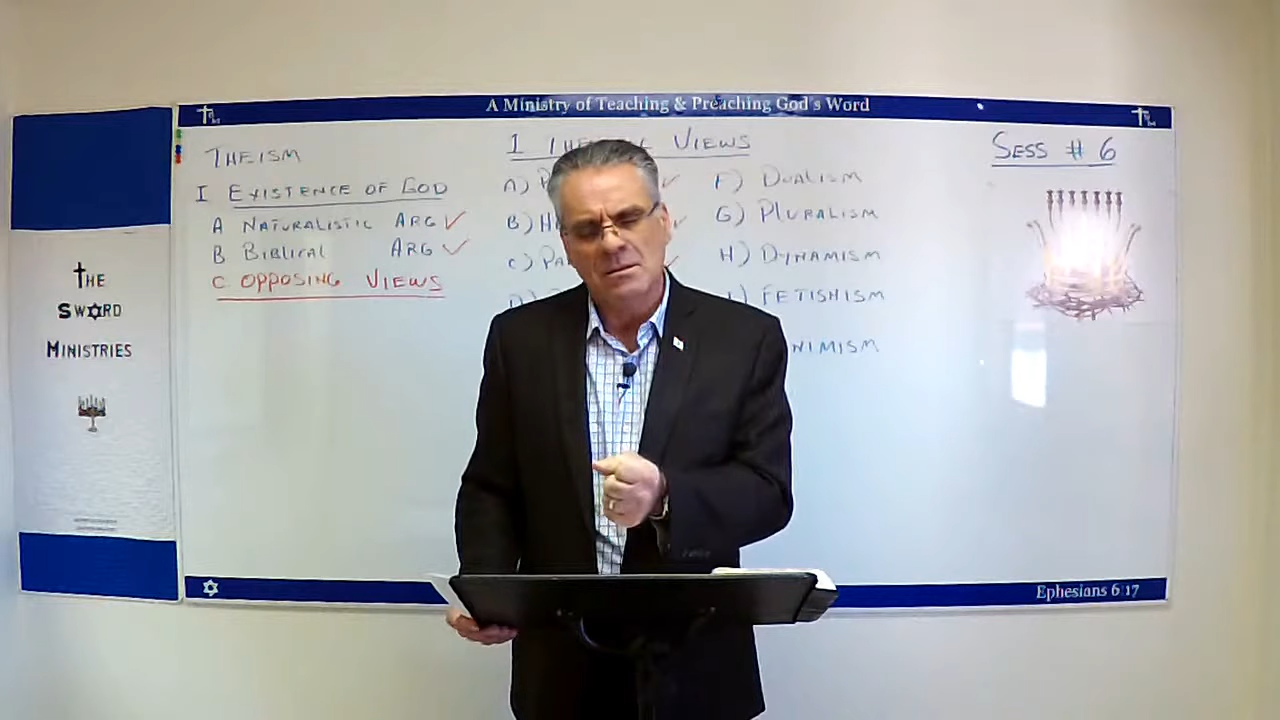 A Ministry of Teaching & Preaching God's Word
THEISM
I EXISTENCE OF GOD
A NATURALISTIC ARG ✓
B BIBLICAL ARG ✓
C OPPOSING VIEWS
I VIEWS
A)
B)
C)
F) DUALISM
G) PLURALISM
H) DYNAMISM
FETISHISM
SESS # 6
THE
SWORD
MINISTRIES
Ephesians 6:17